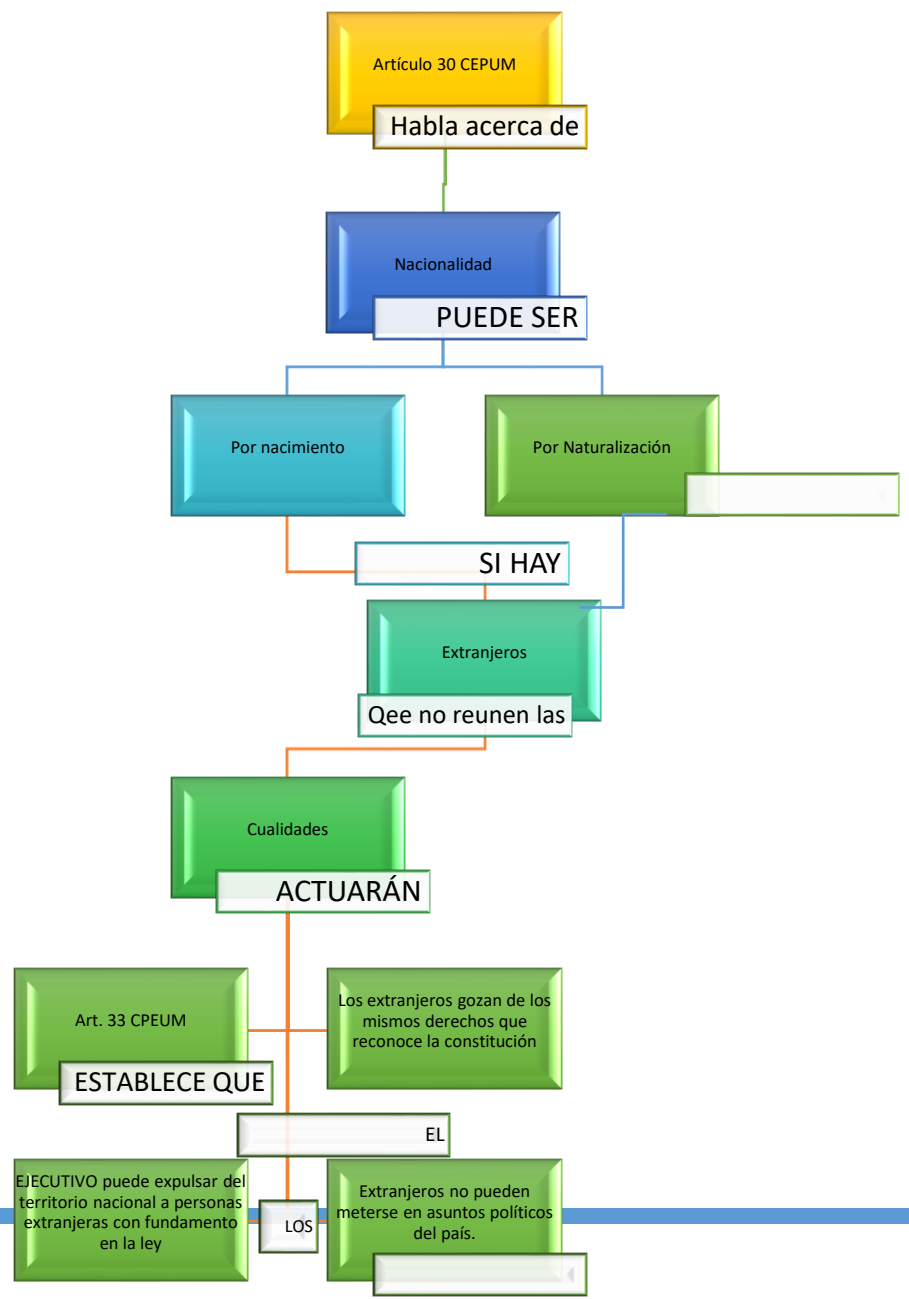 Artículo 30 CEPUM
Habla acerca de
Nacionalidad
PUEDE SER
Por nacimiento
Por Naturalización
SI HAY
Extranjeros
Qee no reunen las
Cualidades
ACTUARÁN
Art. 33 CPEUM
ESTABLECE QUE
Los extranjeros gozan de los
mismos derechos que
reconoce la constitución
EL
EJECUTIVO puede expulsar del
territorio nacional a personas
extranjeras con fundamento
en la ley
LOS
Extranjeros no pueden
meterse en asuntos políticos
del país.